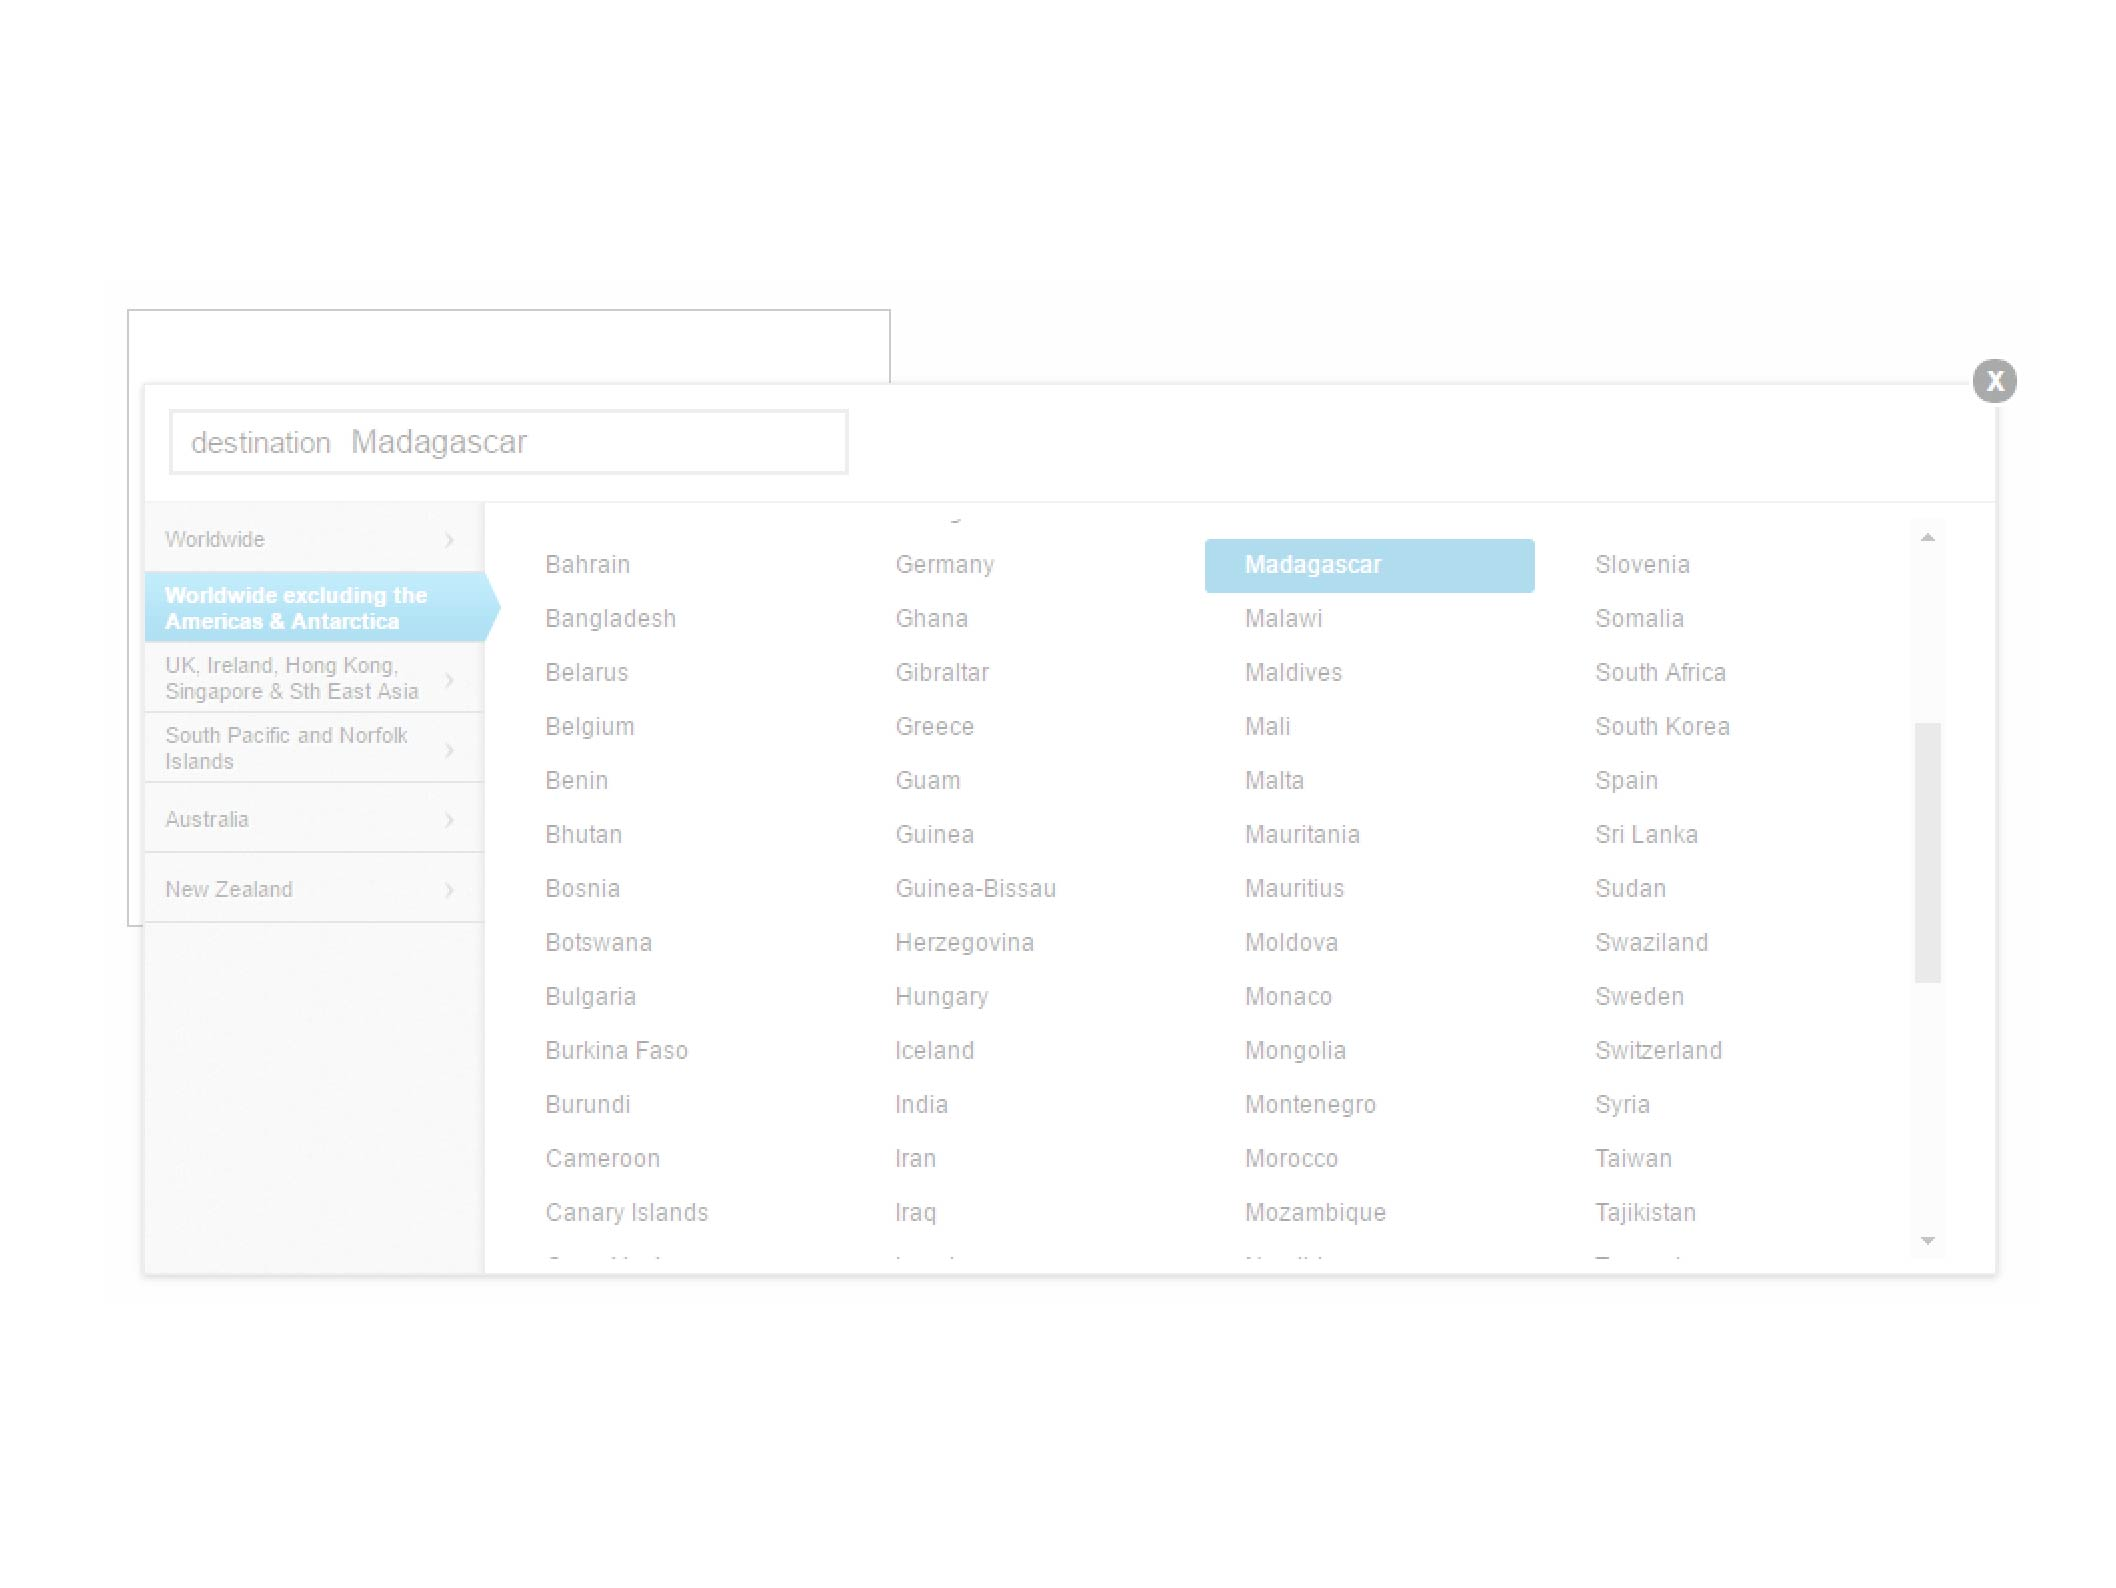 X
destination Madagascar
Worldwide
Worldwide excluding the
Americas & Antarctica
UK, Ireland, Hong Kong,
Singapore & Sth East Asia
South Pacific and Norfolk
Islands
Australia
New Zealand
Bahrain
Bangladesh
Belarus
Belgium
Benin
Bhutan
Bosnia
Botswana
Bulgaria
Burkina Faso
Burundi
Cameroon
Canary Islands
Germany
Ghana
Gibraltar
Greece
Guam
Guinea
Guinea-Bissau
Herzegovina
Hungary
Iceland
India
Iran
Iraq
Madagascar
Malawi
Maldives
Mali
Malta
Mauritania
Mauritius
Moldova
Monaco
Mongolia
Montenegro
Morocco
Mozambique
Slovenia
Somalia
South Africa
South Korea
Spain
Sri Lanka
Sudan
Swaziland
Sweden
Switzerland
Syria
Taiwan
Tajikistan